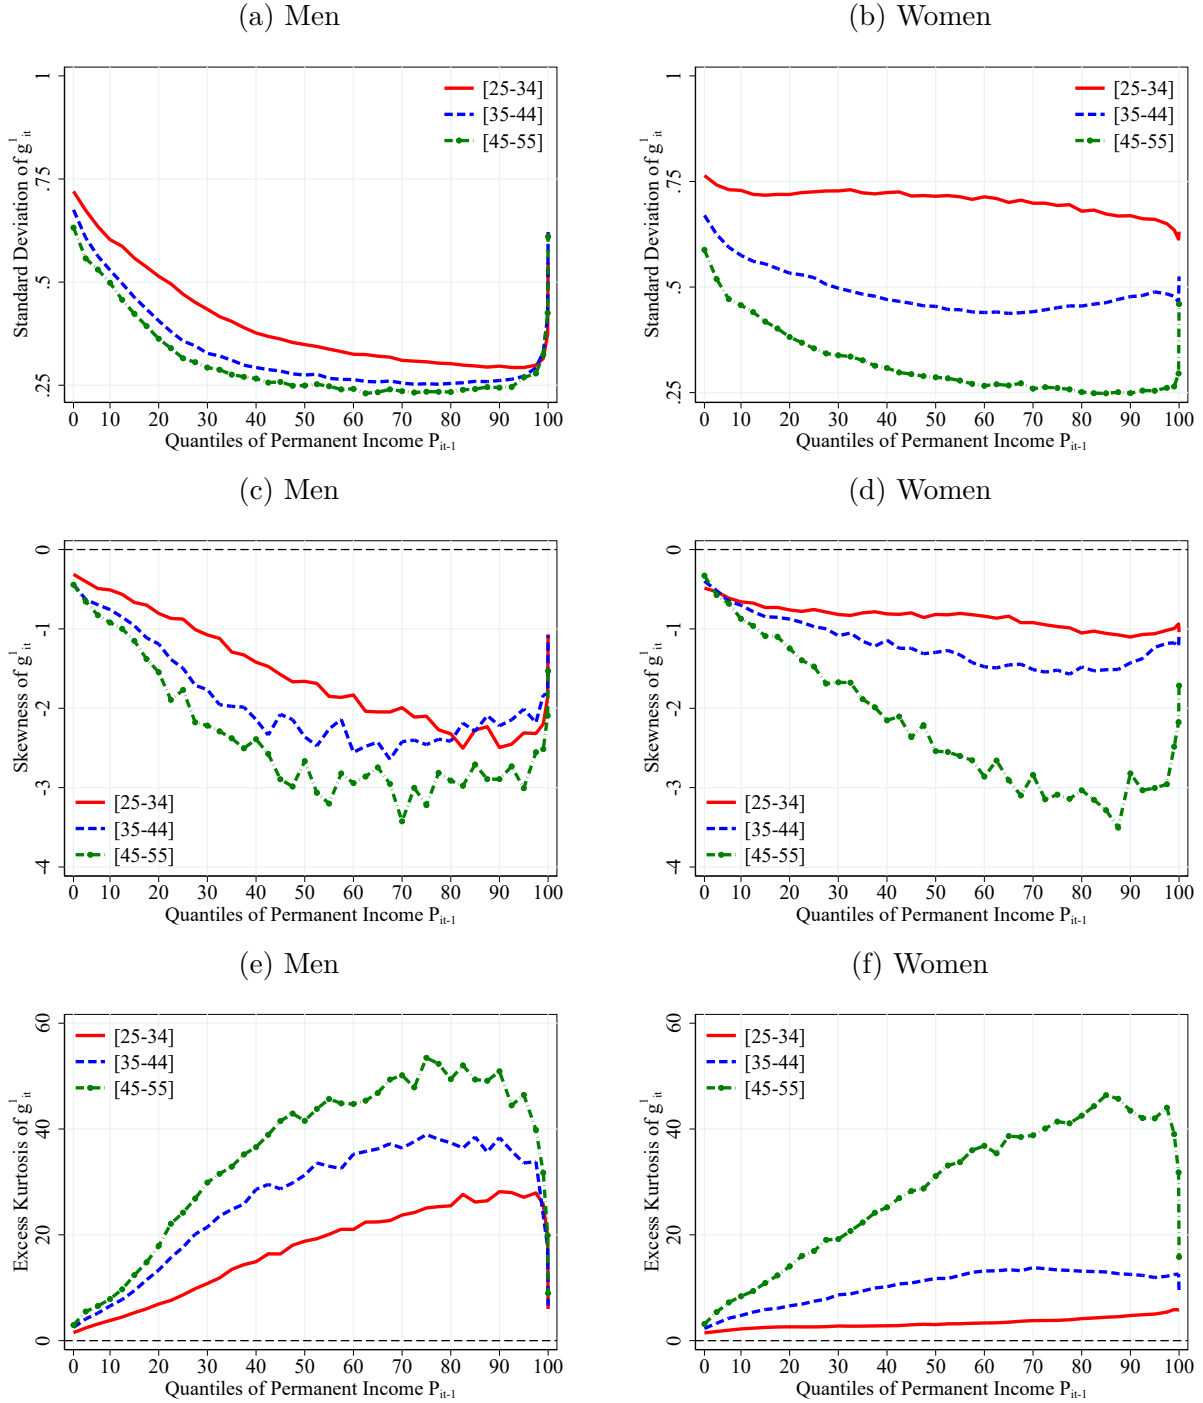 (a) Men
(b) Women
Standard Deviation of g¹ᵢₜ
1
.75
.5
.25
[25-34]
[35-44]
[45-55]
0 10 20 30 40 50 60 70 80 90 100
Quantiles of Permanent Income Pᵢₜ₋₁
Standard Deviation of g¹ᵢₜ
1
.75
.5
.25
[25-34]
[35-44]
[45-55]
0 10 20 30 40 50 60 70 80 90 100
Quantiles of Permanent Income Pᵢₜ₋₁
(c) Men
(d) Women
Skewness of g¹ᵢₜ
0
-1
-2
-3
-4
[25-34]
[35-44]
[45-55]
0 10 20 30 40 50 60 70 80 90 100
Quantiles of Permanent Income Pᵢₜ₋₁
Skewness of g¹ᵢₜ
0
-1
-2
-3
-4
[25-34]
[35-44]
[45-55]
0 10 20 30 40 50 60 70 80 90 100
Quantiles of Permanent Income Pᵢₜ₋₁
(e) Men
(f) Women
Excess Kurtosis of g¹ᵢₜ
60
40
20
0
[25-34]
[35-44]
[45-55]
0 10 20 30 40 50 60 70 80 90 100
Quantiles of Permanent Income Pᵢₜ₋₁
Excess Kurtosis of g¹ᵢₜ
60
40
20
0
[25-34]
[35-44]
[45-55]
0 10 20 30 40 50 60 70 80 90 100
Quantiles of Permanent Income Pᵢₜ₋₁